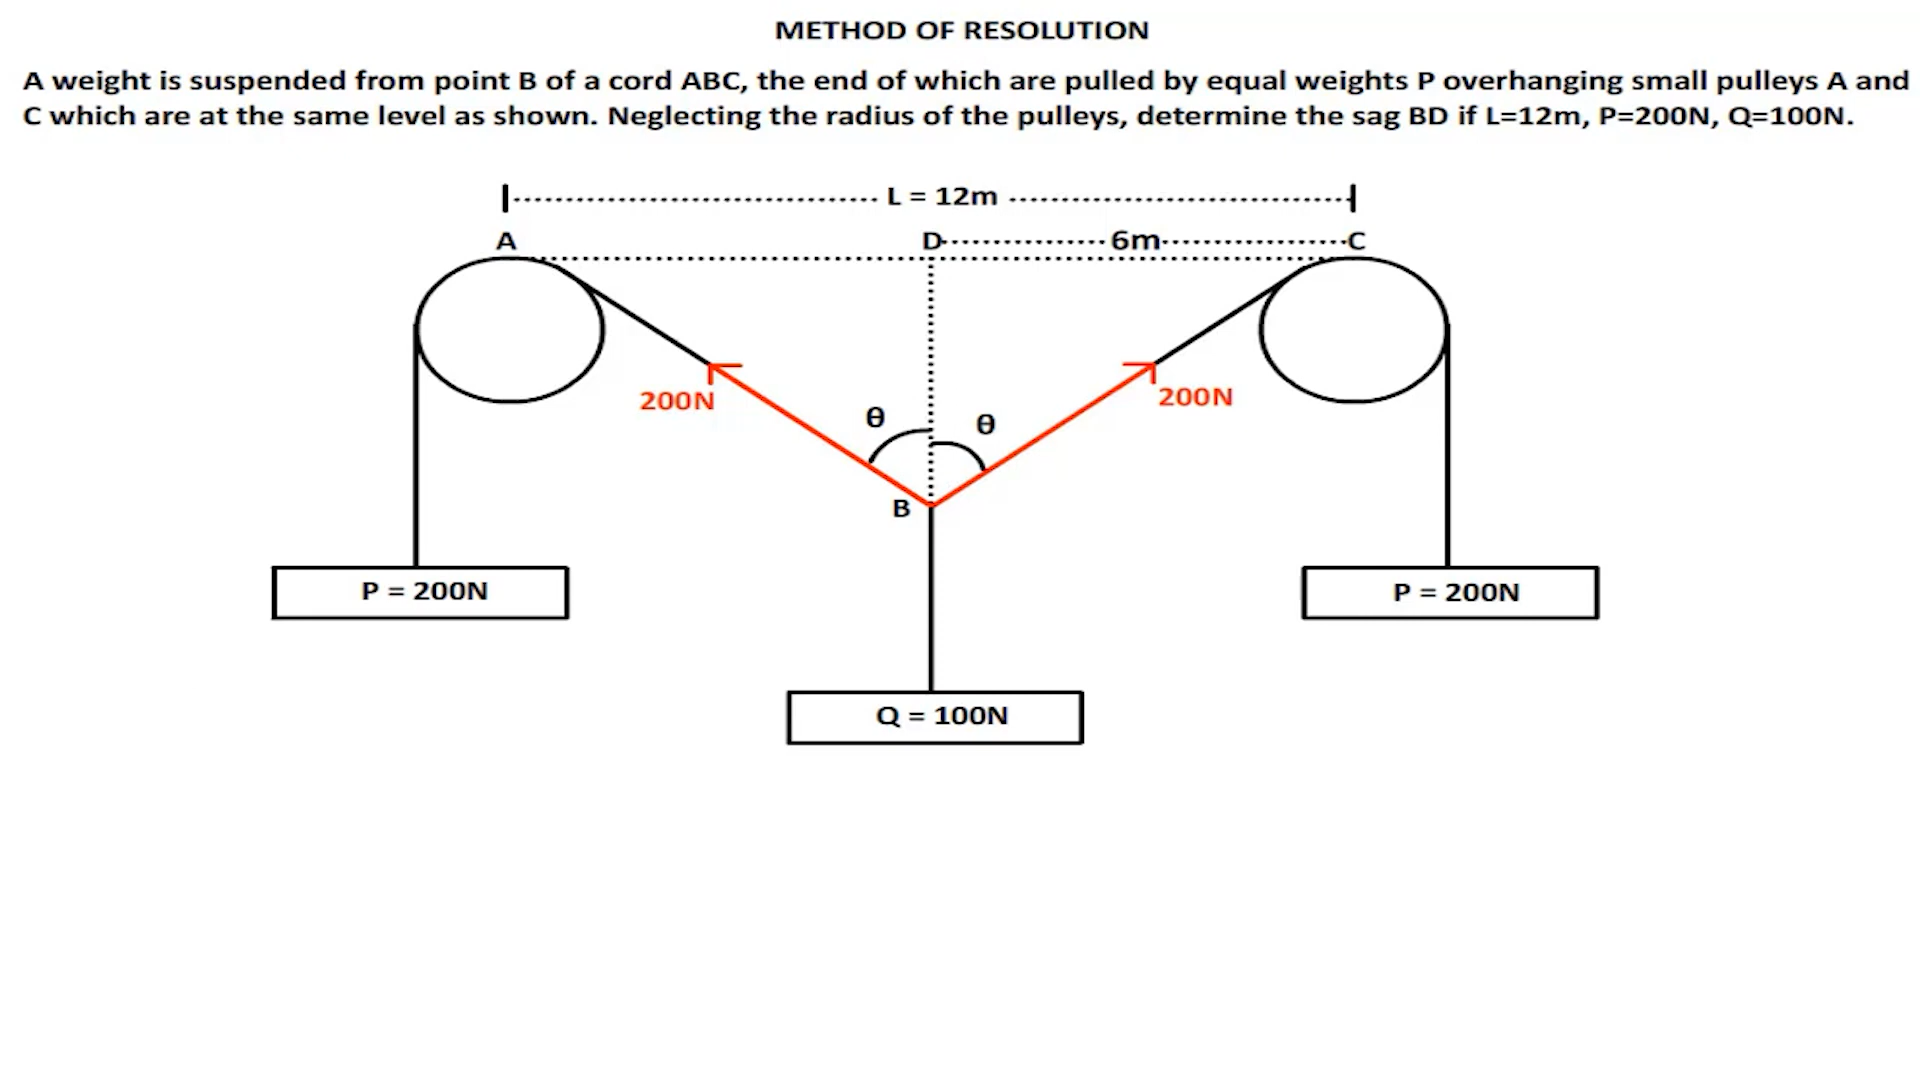 METHOD OF RESOLUTION
A weight is suspended from point B of a cord ABC, the end of which are pulled by equal weights P overhanging small pulleys A and
C which are at the same level as shown. Neglecting the radius of the pulleys, determine the sag BD if L=12m, P=200N, Q=100N.
L = 12m
A
D
6m
C
200N
200N
θ
θ
B
P = 200N
P = 200N
Q = 100N